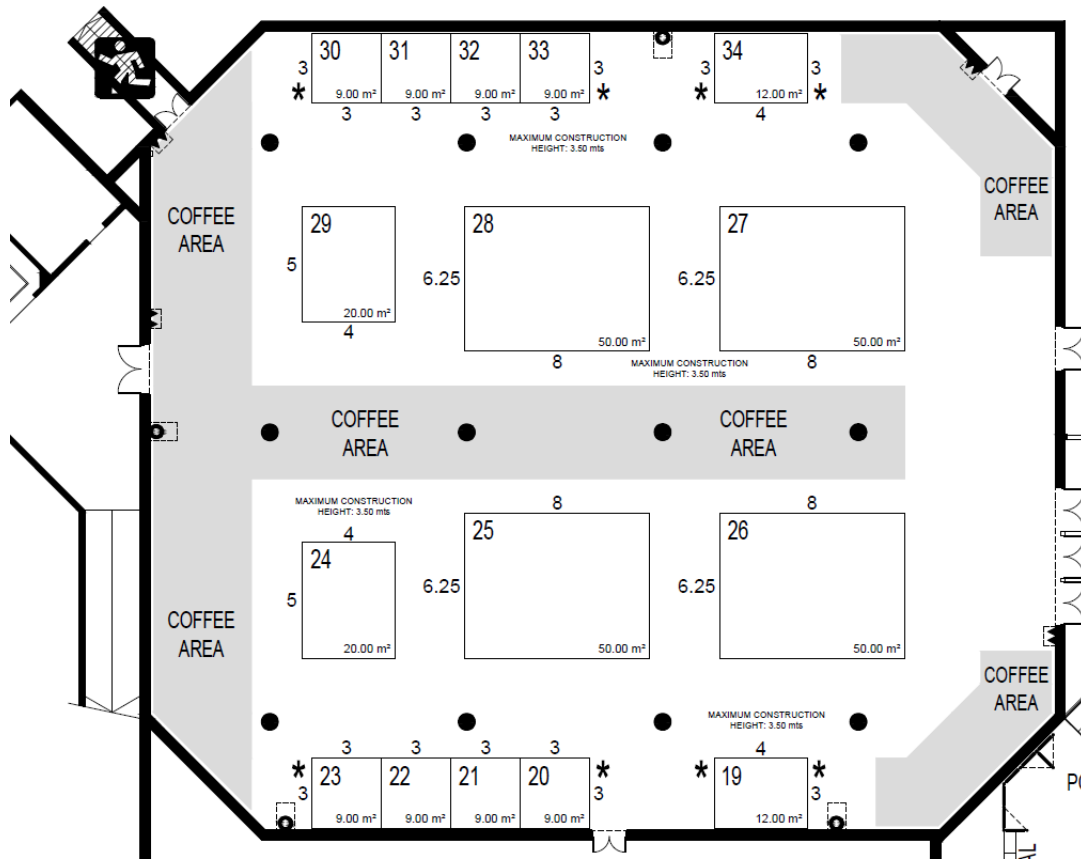 30 31 32 33 34
3 3 3 3
* 9.00 m² 9.00 m² 9.00 m² 9.00 m² * * 12.00 m² *
3 3 3 3 4
MAXIMUM CONSTRUCTION
HEIGHT: 3.50 mts
COFFEE
AREA
COFFEE
AREA
29 28 27
5 6.25 6.25
20.00 m²
4
50.00 m² 50.00 m²
8 8
MAXIMUM CONSTRUCTION
HEIGHT: 3.50 mts
COFFEE
AREA
COFFEE
AREA
MAXIMUM CONSTRUCTION
HEIGHT: 3.50 mts
8 8
4
25 26
24
5 6.25 6.25
COFFEE
AREA
20.00 m² 50.00 m² 50.00 m²
COFFEE
AREA
MAXIMUM CONSTRUCTION
HEIGHT: 3.50 mts
3 3 3 3 4
* 23 22 21 20 * * 19 *
3 3 3
9.00 m² 9.00 m² 9.00 m² 9.00 m² 12.00 m²